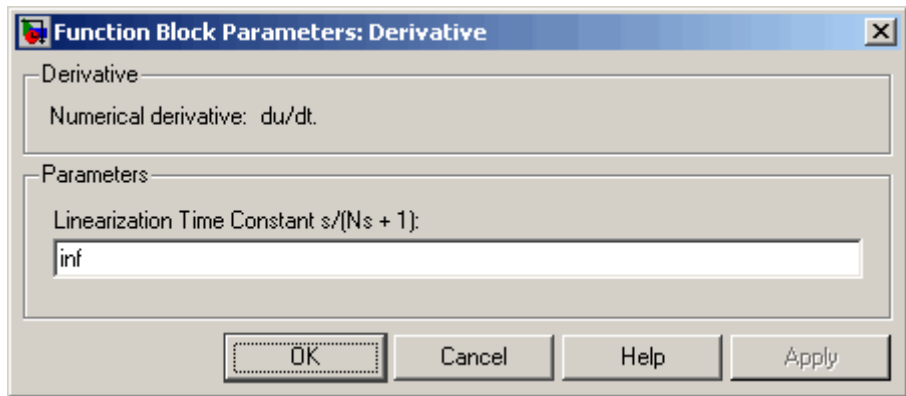 Function Block Parameters: Derivative
Derivative
Numerical derivative: du/dt.
Parameters
Linearization Time Constant s/(Ns + 1):
inf
OK Cancel Help Apply